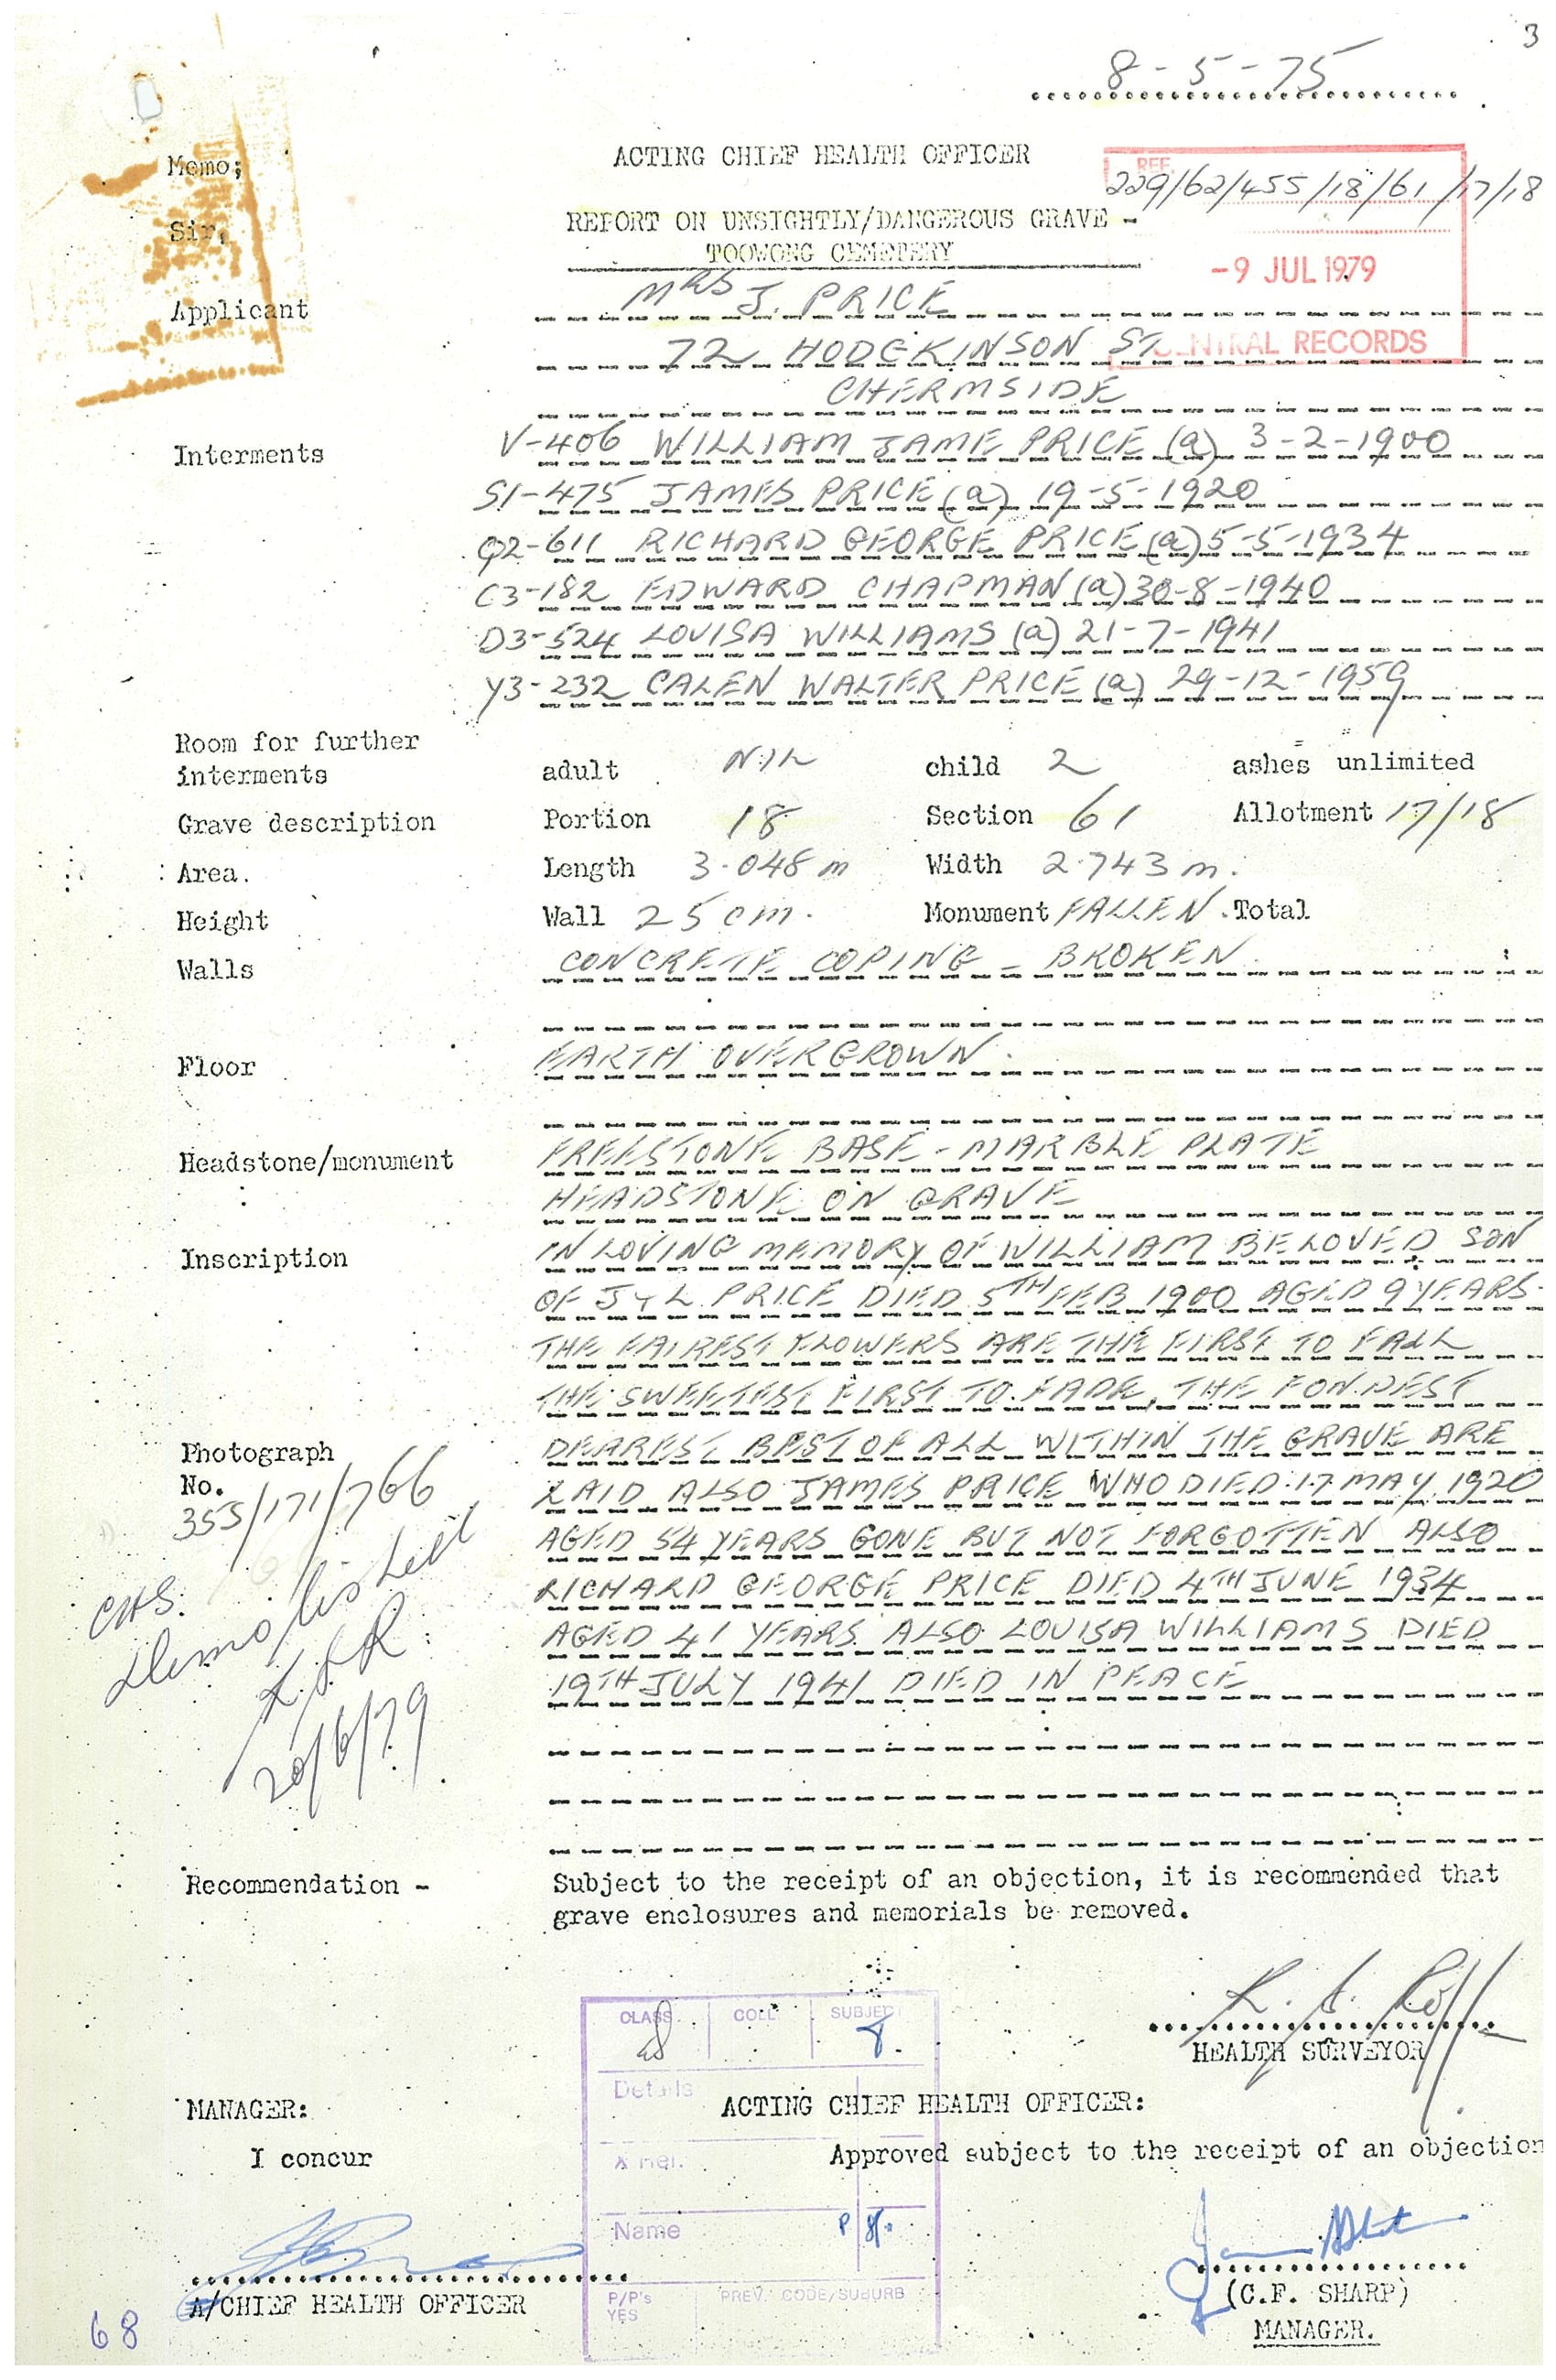 3
8-5-75
Memo;
ACTING CHIEF HEALTH OFFICER
REF.
229/62/455/18/61/17/18
Sir,
REPORT ON UNSIGHTLY/DANGEROUS GRAVE -
TOOWONG CEMETERY
-9 JUL 1979
CENTRAL RECORDS
Applicant MRS J. PRICE
72 HODGKINSON ST
CHERMSIDE
Interments V-406 WILLIAM JAME PRICE (a) 3-2-1900
S1-475 JAMES PRICE (a) 19-5-1920
Q2-611 RICHARD GEORGE PRICE (a) 5-5-1934
C3-182 EDWARD CHAPMAN (a) 30-8-1940
D3-524 LOUISA WILLIAMS (a) 21-7-1941
Y3-232 CALEN WALTER PRICE (a) 29-12-1959
Room for further
interments adult NIL child 2 ashes unlimited
Grave description Portion 18 Section 61 Allotment 17/18
Area. Length 3.048 m Width 2.743 m.
Height Wall 25 cm. Monument FALLEN. Total
Walls CONCRETE COPING - BROKEN
Floor EARTH OVERGROWN.
Headstone/monument FREESTONE BASE - MARBLE PLATE
HEADSTONE ON GRAVE
Inscription IN LOVING MEMORY OF WILLIAM BELOVED SON
OF J & L PRICE DIED 5TH FEB 1900 AGED 9 YEARS.
THE FAIREST FLOWERS ARE THE FIRST TO FALL
THE SWEETEST FIRST TO FADE, THE FONDEST
Photograph DEAREST BEST OF ALL WITHIN THE GRAVE ARE
No. LAID ALSO JAMES PRICE WHO DIED 17 MAY 1920
355/171/766
AGED 54 YEARS GONE BUT NOT FORGOTTEN ALSO
RICHARD GEORGE PRICE DIED 4TH JUNE 1934
AGED 41 YEARS ALSO LOUISA WILLIAMS DIED
19TH JULY 1941 DIED IN PEACE
CHS.
Demolished
20/6/79
Recommendation - Subject to the receipt of an objection, it is recommended that
grave enclosures and memorials be removed.
HEALTH SURVEYOR
CLASS COLL SUBJECT
Details
MANAGER: ACTING CHIEF HEALTH OFFICER:
I concur Approved subject to the receipt of an objection
X Ref.
Name
A/CHIEF HEALTH OFFICER (C.F. SHARP)
P/P's PREV. CODE/SUBURB
YES
MANAGER.
68